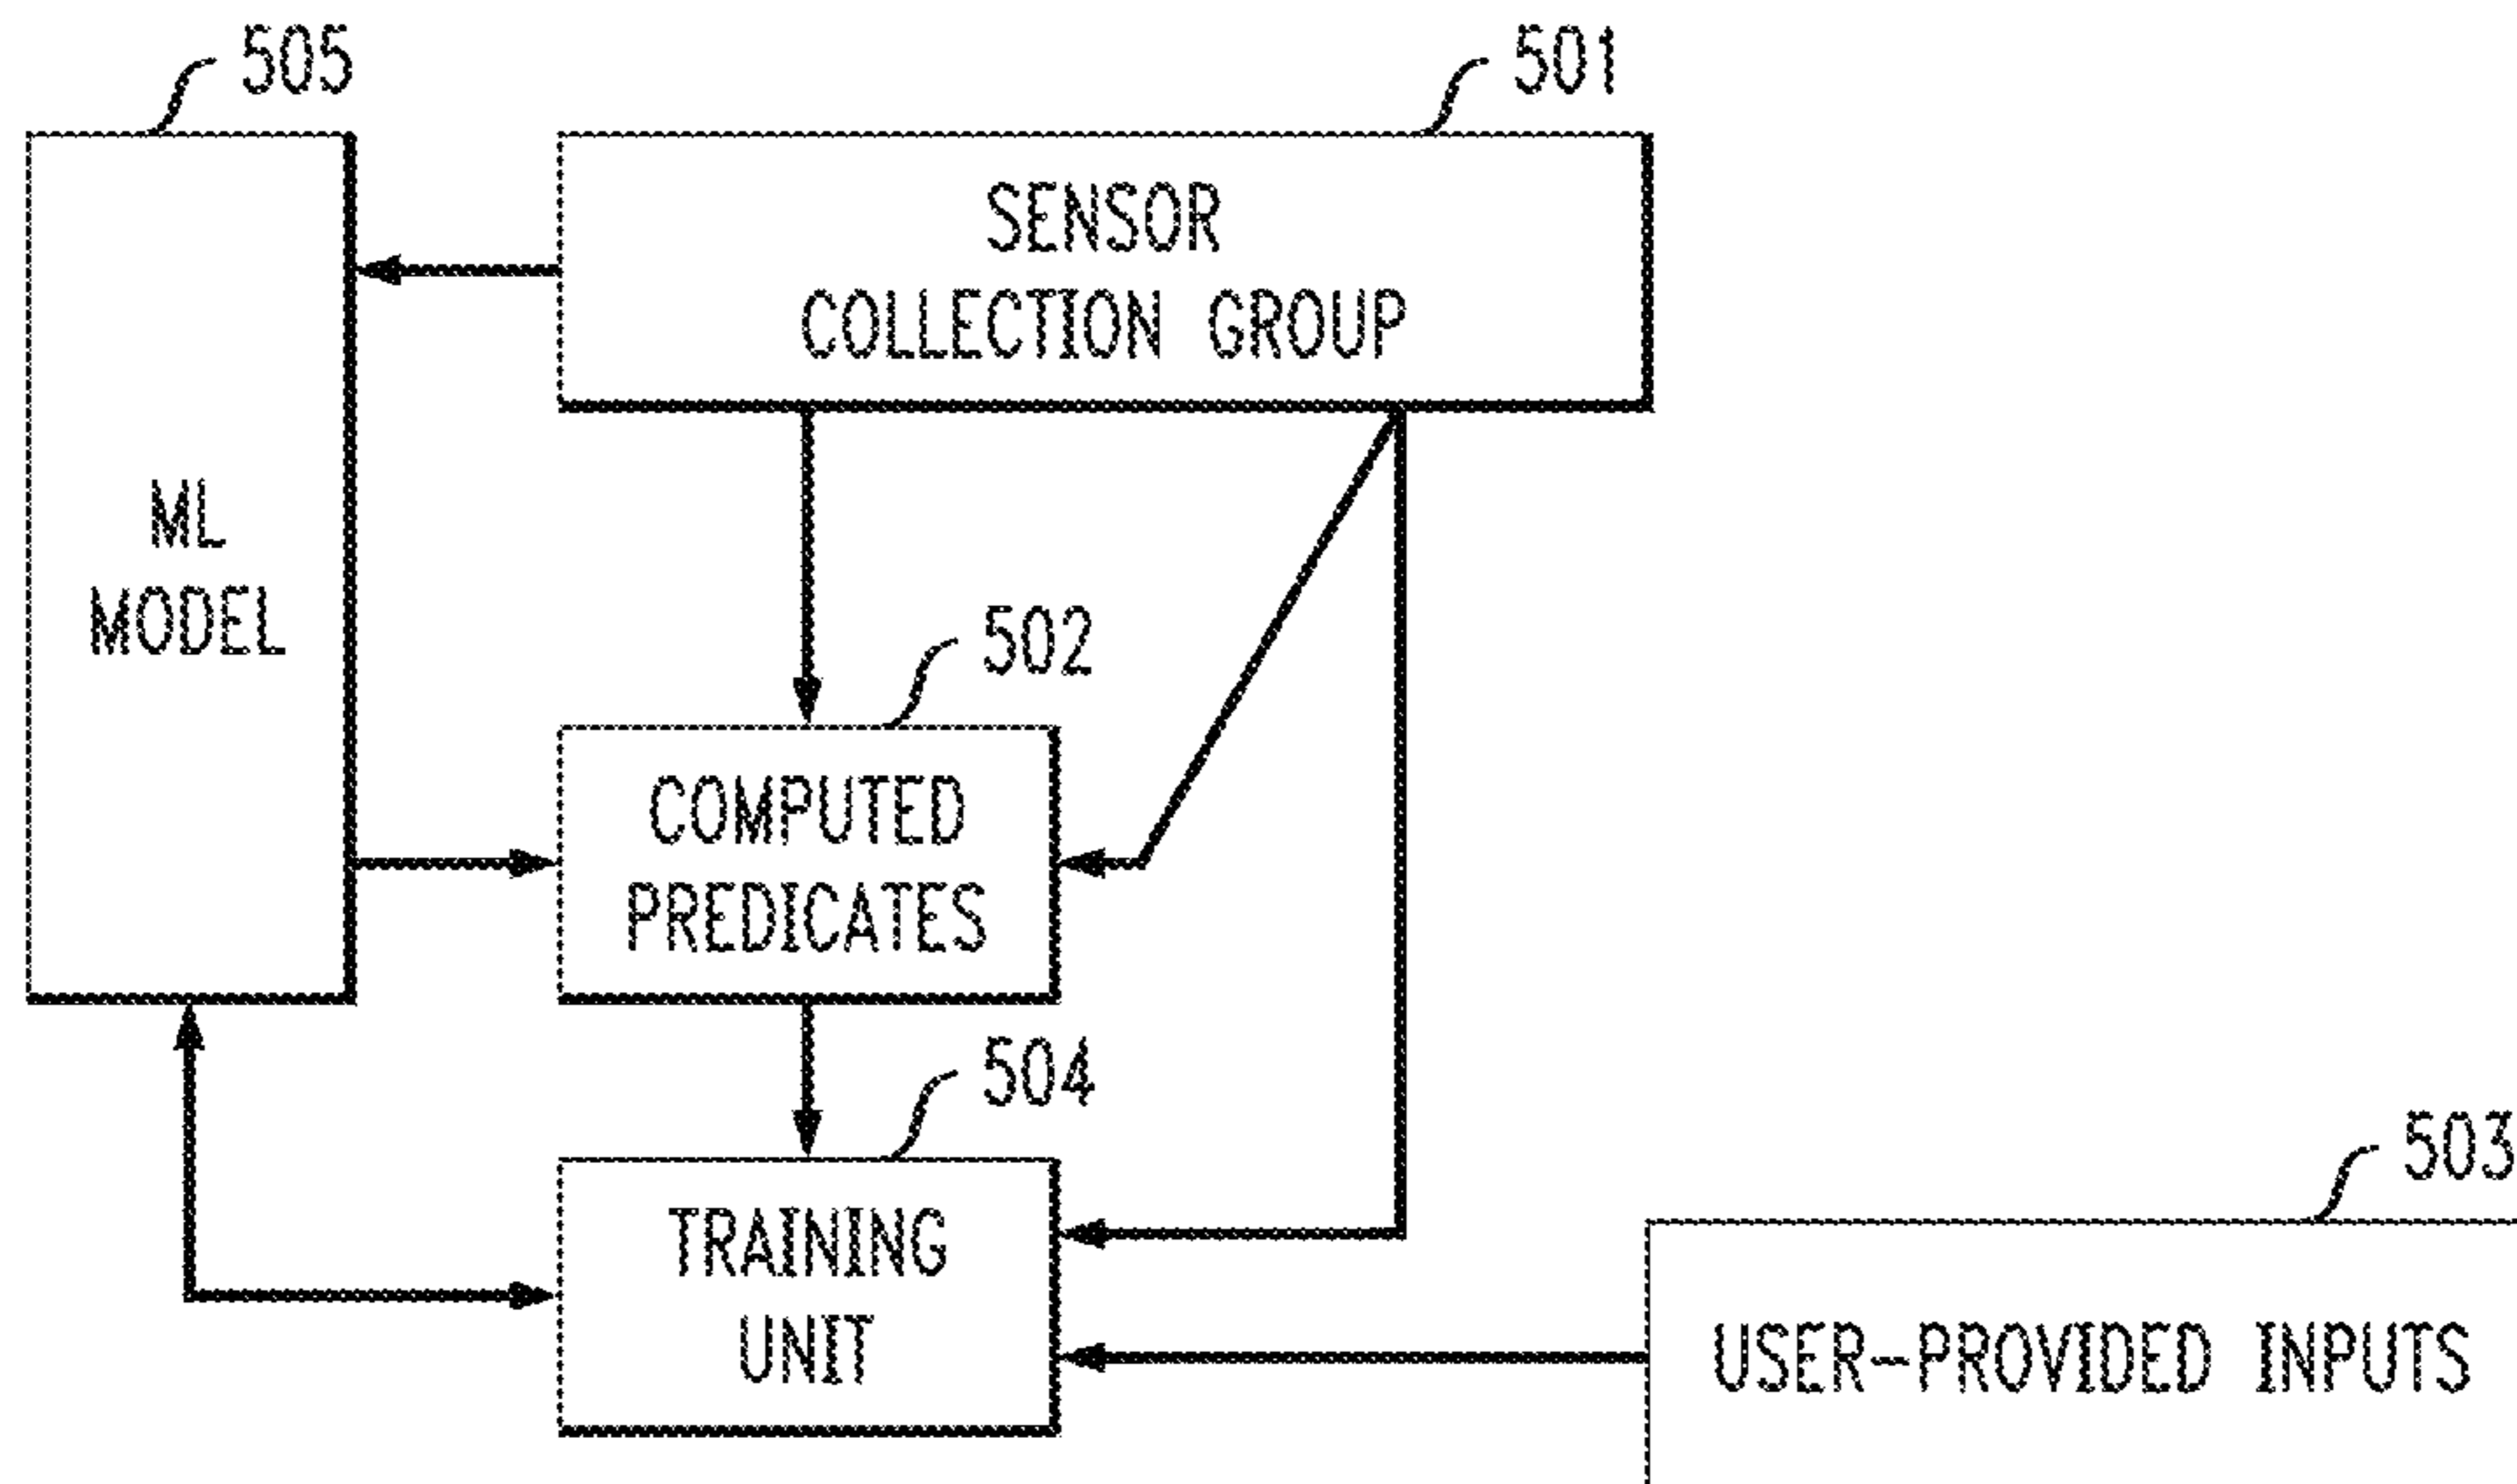 505
501
SENSOR
COLLECTION GROUP
ML
MODEL
502
COMPUTED
PREDICATES
504
TRAINING
UNIT
503
USER-PROVIDED INPUTS